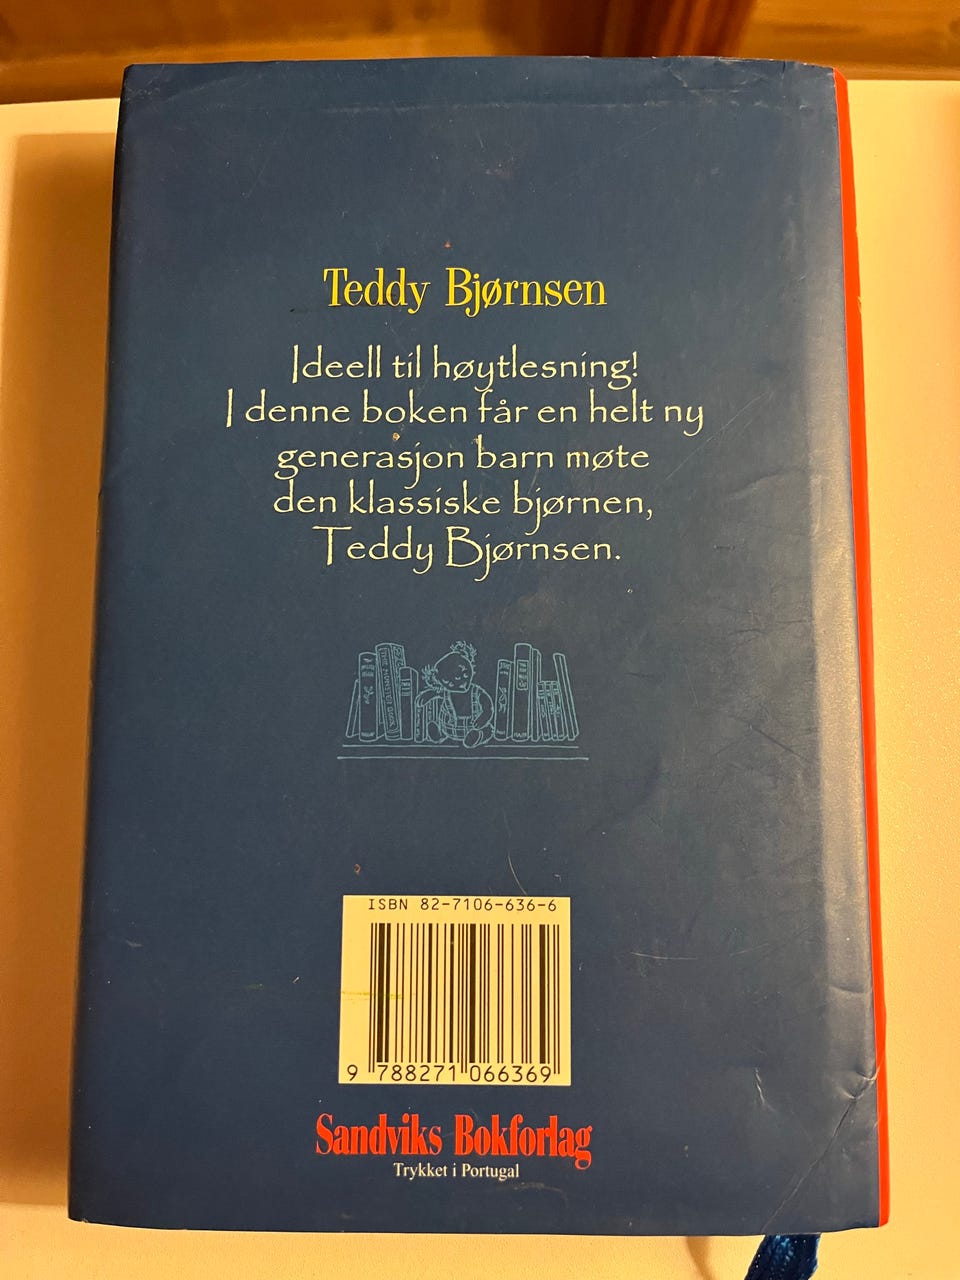 Teddy Bjørnsen
Ideell til høytlesning!
I denne boken får en helt ny
generasjon barn møte
den klassiske bjørnen,
Teddy Bjørnsen.
ISBN 82-7106-636-6
9 788271 066369
Sandviks Bokforlag
Trykket i Portugal